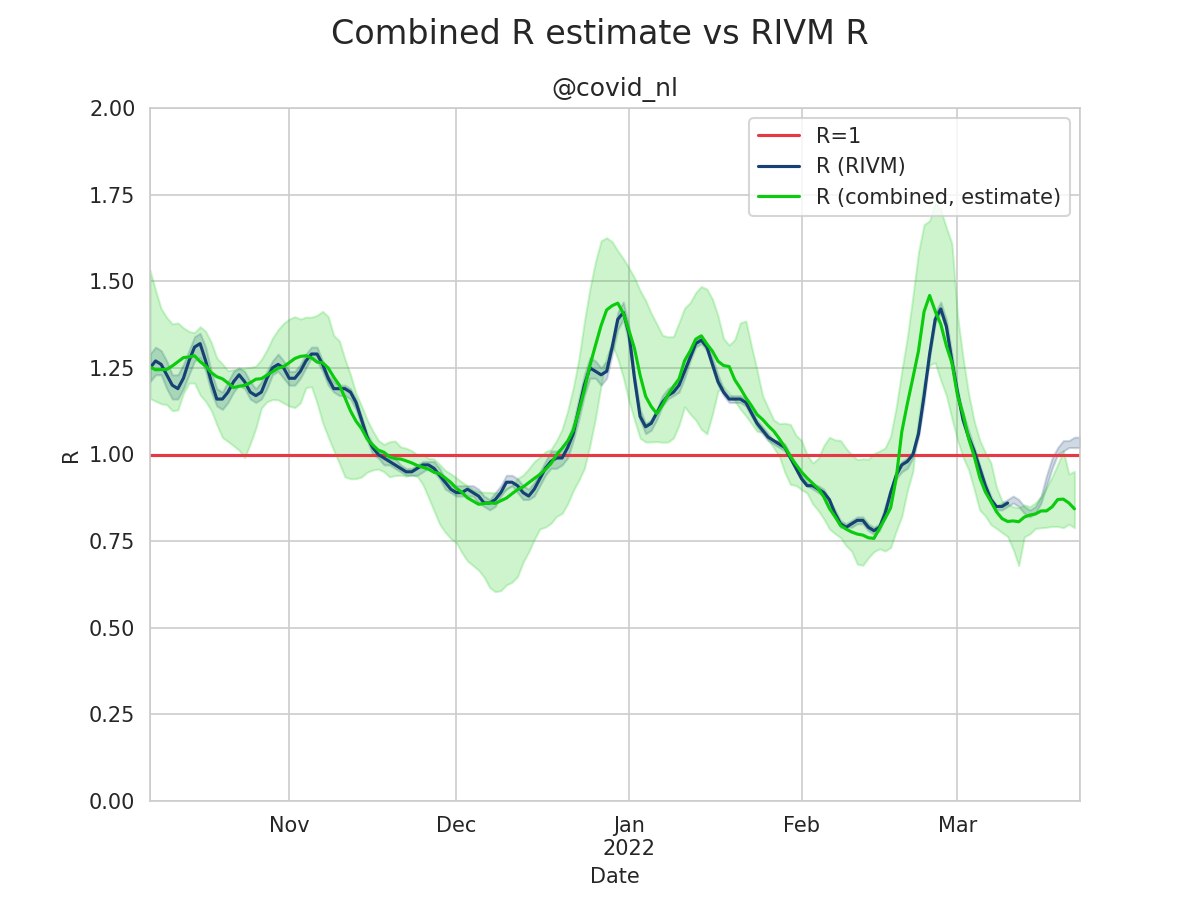 Combined R estimate vs RIVM R
@covid_nl
2.00
1.75
1.50
1.25
1.00
0.75
0.50
0.25
0.00
R
R=1
R (RIVM)
R (combined, estimate)
Nov Dec Jan Feb Mar
2022
Date